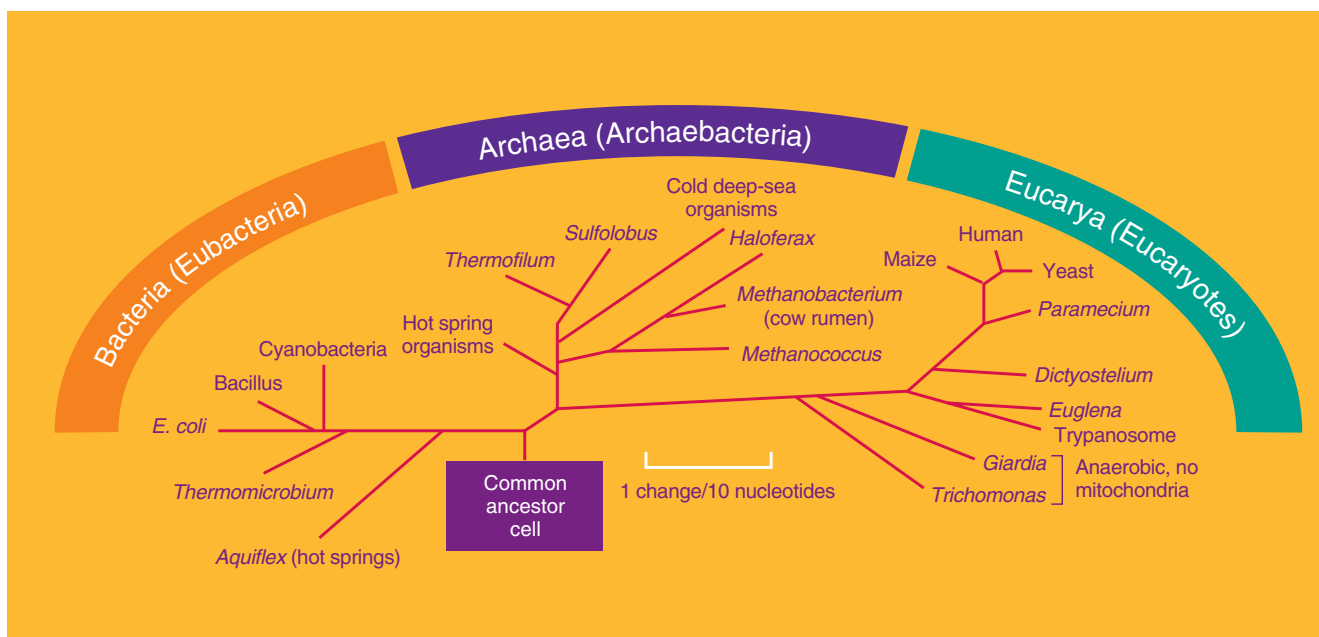 Bacteria (Eubacteria)
Archaea (Archaebacteria)
Eucarya (Eucaryotes)
E. coli
Bacillus
Cyanobacteria
Thermomicrobium
Aquiflex (hot springs)
Common
ancestor
cell
Hot spring
organisms
Thermofilum
Sulfolobus
Cold deep-sea
organisms
Haloferax
Methanobacterium
(cow rumen)
Methanococcus
1 change/10 nucleotides
Maize
Human
Yeast
Paramecium
Dictyostelium
Euglena
Trypanosome
Giardia
Trichomonas
Anaerobic, no
mitochondria